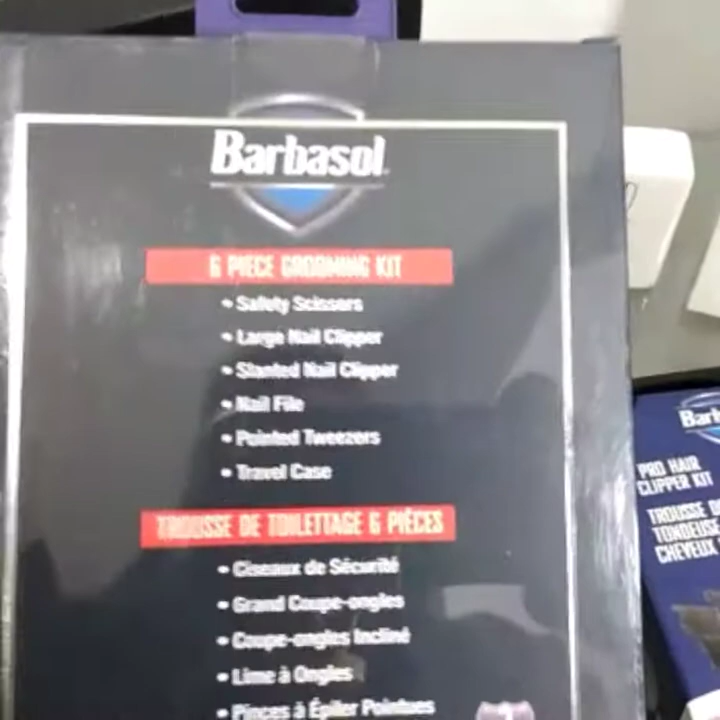 Barbasol
6 PIECE GROOMING KIT
- Safety Scissors
- Large Nail Clipper
- Slanted Nail Clipper
- Nail File
- Pointed Tweezers
- Travel Case
TROUSSE DE TOILETTAGE 6 PIÈCES
- Ciseaux de Sécurité
- Grand Coupe-ongles
- Coupe-ongles Incliné
- Lime à Ongles
- Pinces à Épiler Pointues
PRO HAIR
CLIPPER KIT
TROUSSE
CHEVEUX